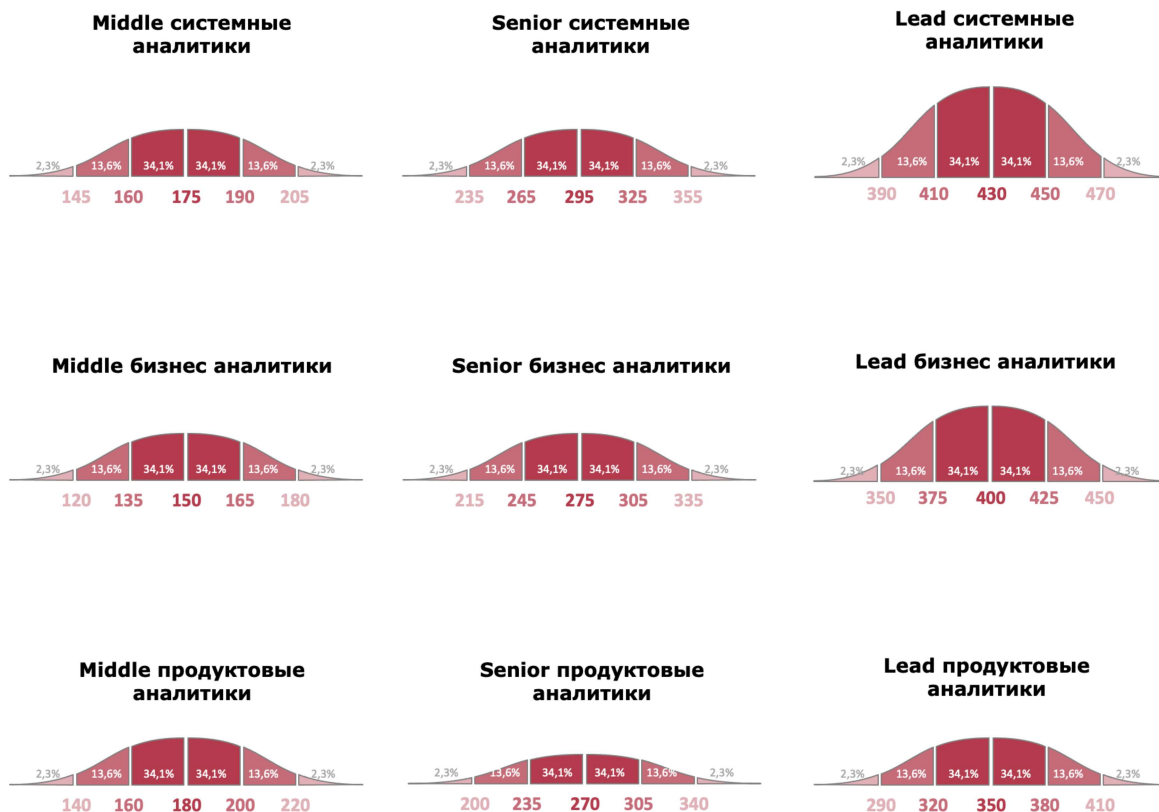 Middle системные
аналитики
2,3% 13,6% 34,1% 34,1% 13,6% 2,3%
145 160 175 190 205
Senior системные
аналитики
2,3% 13,6% 34,1% 34,1% 13,6% 2,3%
235 265 295 325 355
Lead системные
аналитики
2,3% 13,6% 34,1% 34,1% 13,6% 2,3%
390 410 430 450 470
Middle бизнес аналитики
2,3% 13,6% 34,1% 34,1% 13,6% 2,3%
120 135 150 165 180
Senior бизнес аналитики
2,3% 13,6% 34,1% 34,1% 13,6% 2,3%
215 245 275 305 335
Lead бизнес аналитики
2,3% 13,6% 34,1% 34,1% 13,6% 2,3%
350 375 400 425 450
Middle продуктовые
аналитики
2,3% 13,6% 34,1% 34,1% 13,6% 2,3%
140 160 180 200 220
Senior продуктовые
аналитики
2,3% 13,6% 34,1% 34,1% 13,6% 2,3%
200 235 270 305 340
Lead продуктовые
аналитики
2,3% 13,6% 34,1% 34,1% 13,6% 2,3%
290 320 350 380 410